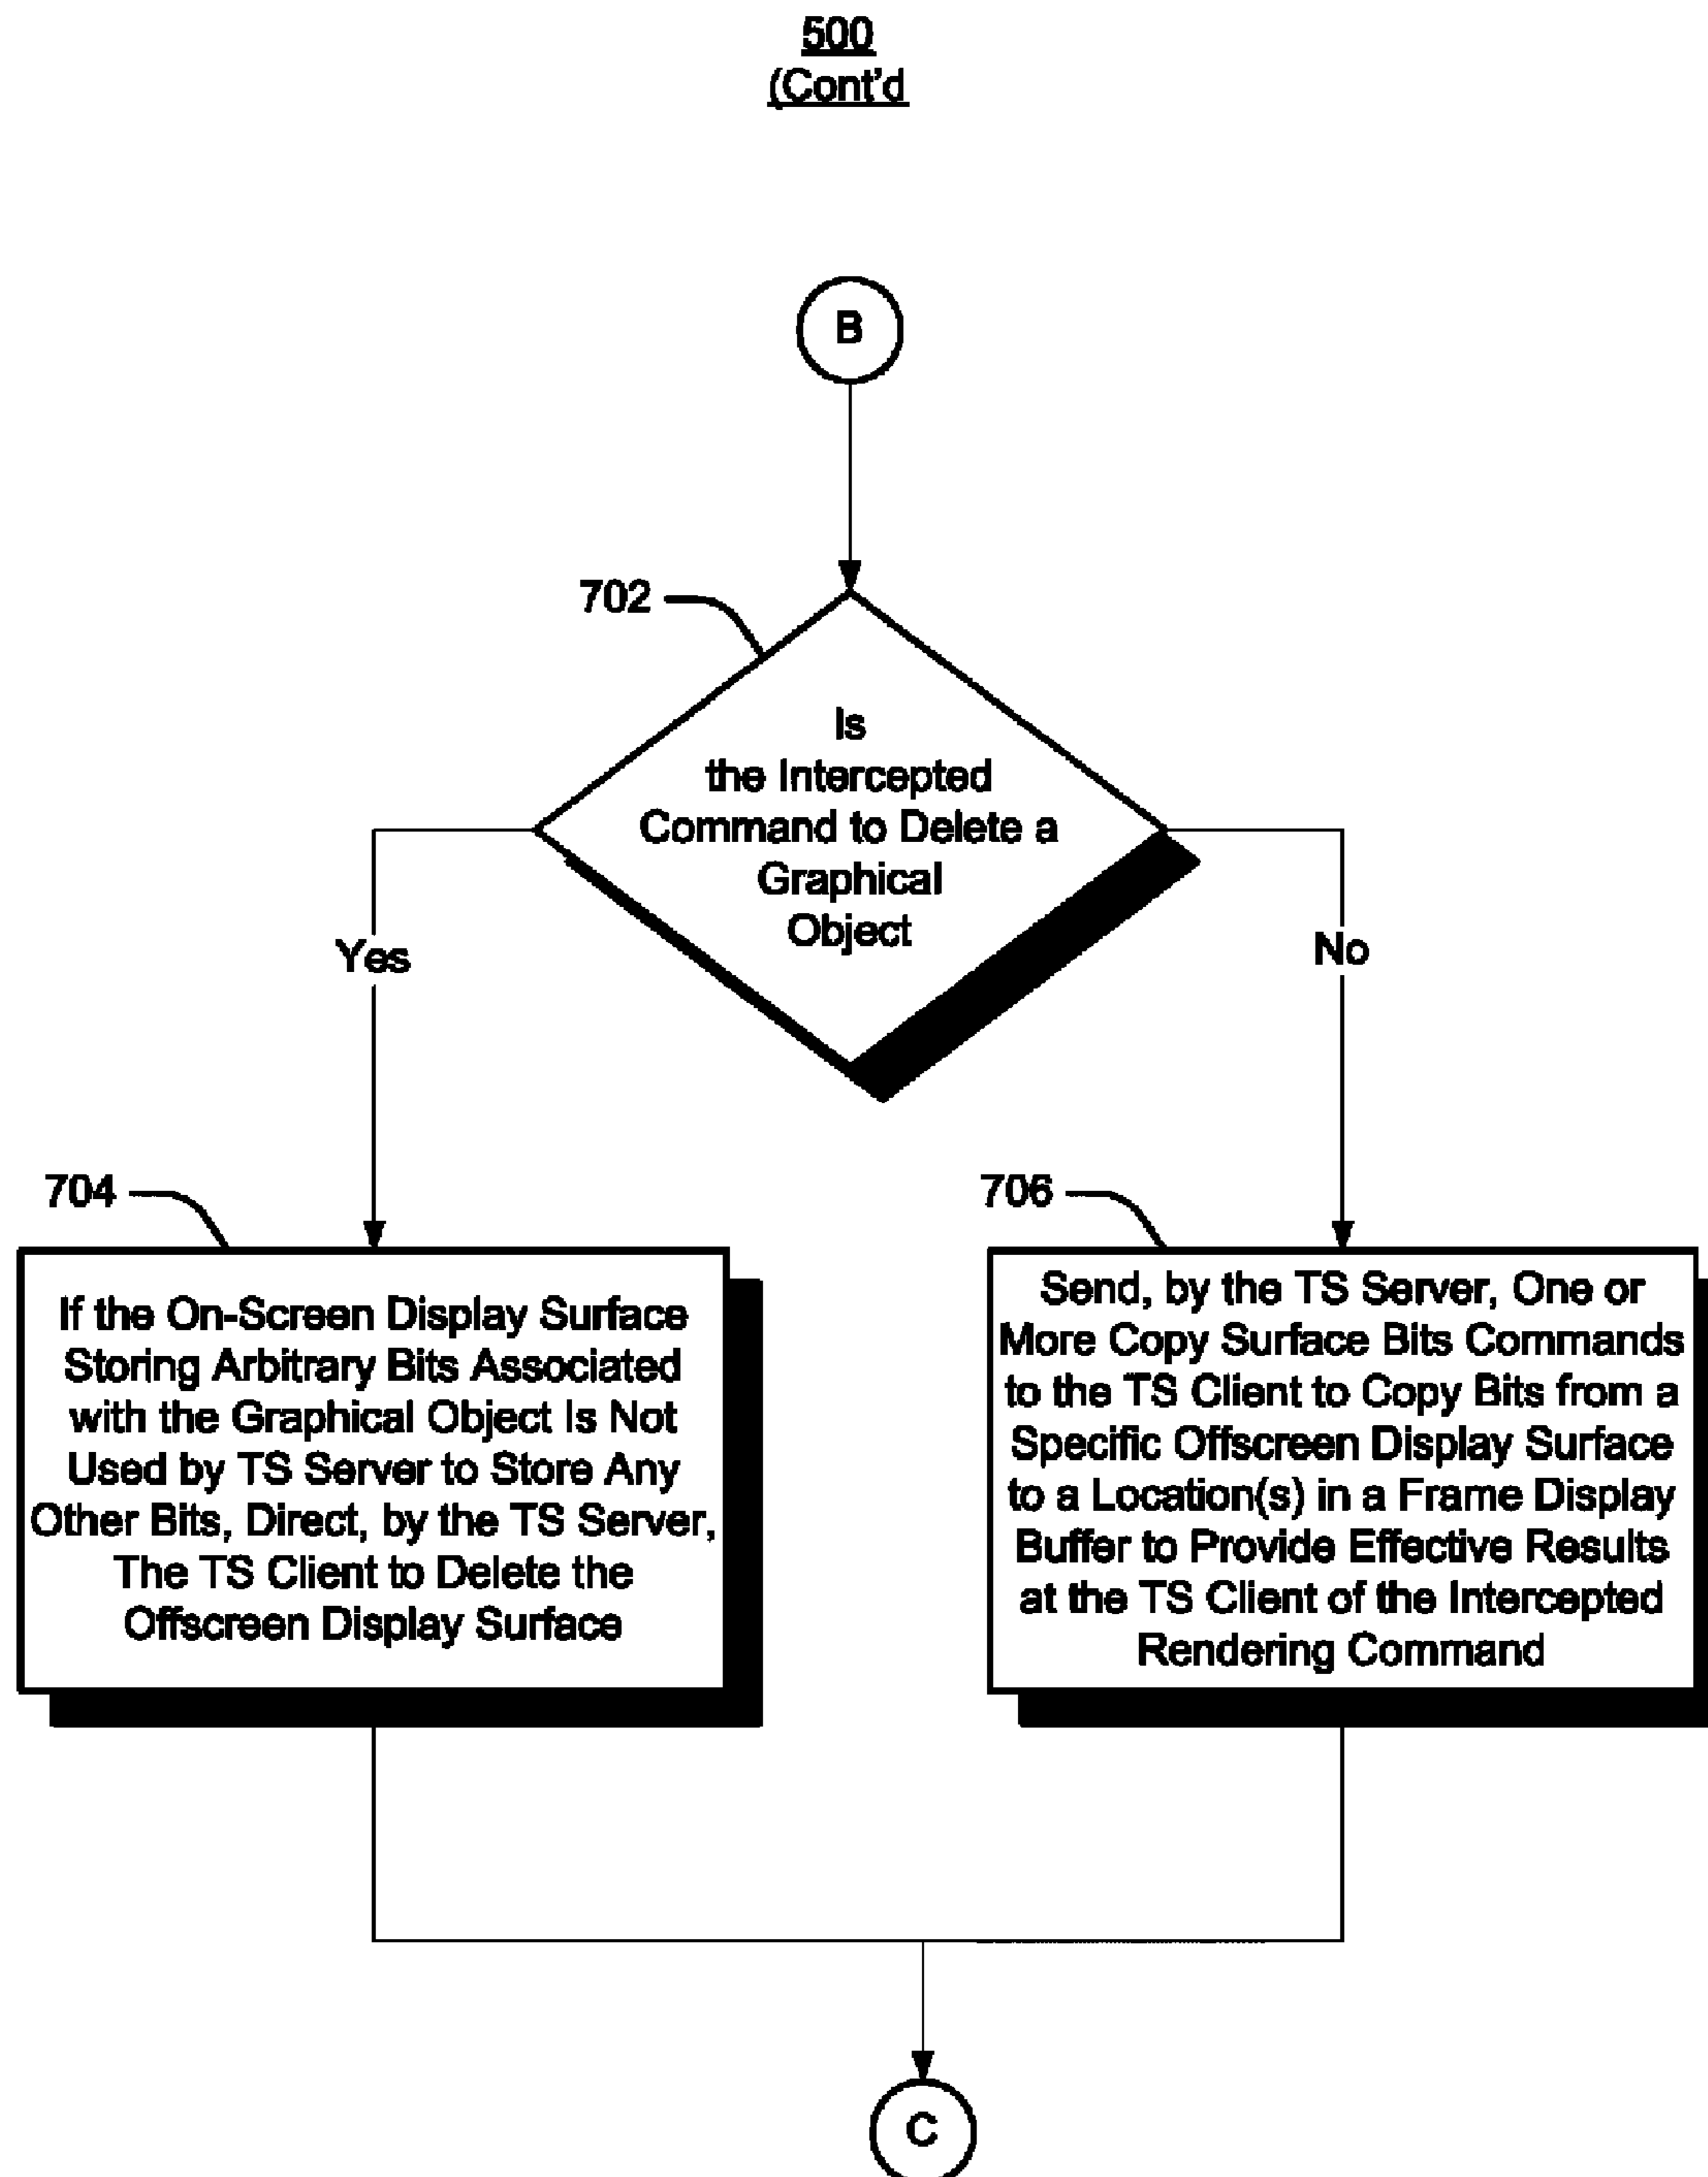 500
(Cont'd
B
702
Is
the Intercepted
Command to Delete a
Graphical
Object
Yes
No
704
706
If the On-Screen Display Surface
Storing Arbitrary Bits Associated
with the Graphical Object Is Not
Used by TS Server to Store Any
Other Bits, Direct, by the TS Server,
The TS Client to Delete the
Offscreen Display Surface
Send, by the TS Server, One or
More Copy Surface Bits Commands
to the TS Client to Copy Bits from a
Specific Offscreen Display Surface
to a Location(s) in a Frame Display
Buffer to Provide Effective Results
at the TS Client of the Intercepted
Rendering Command
C